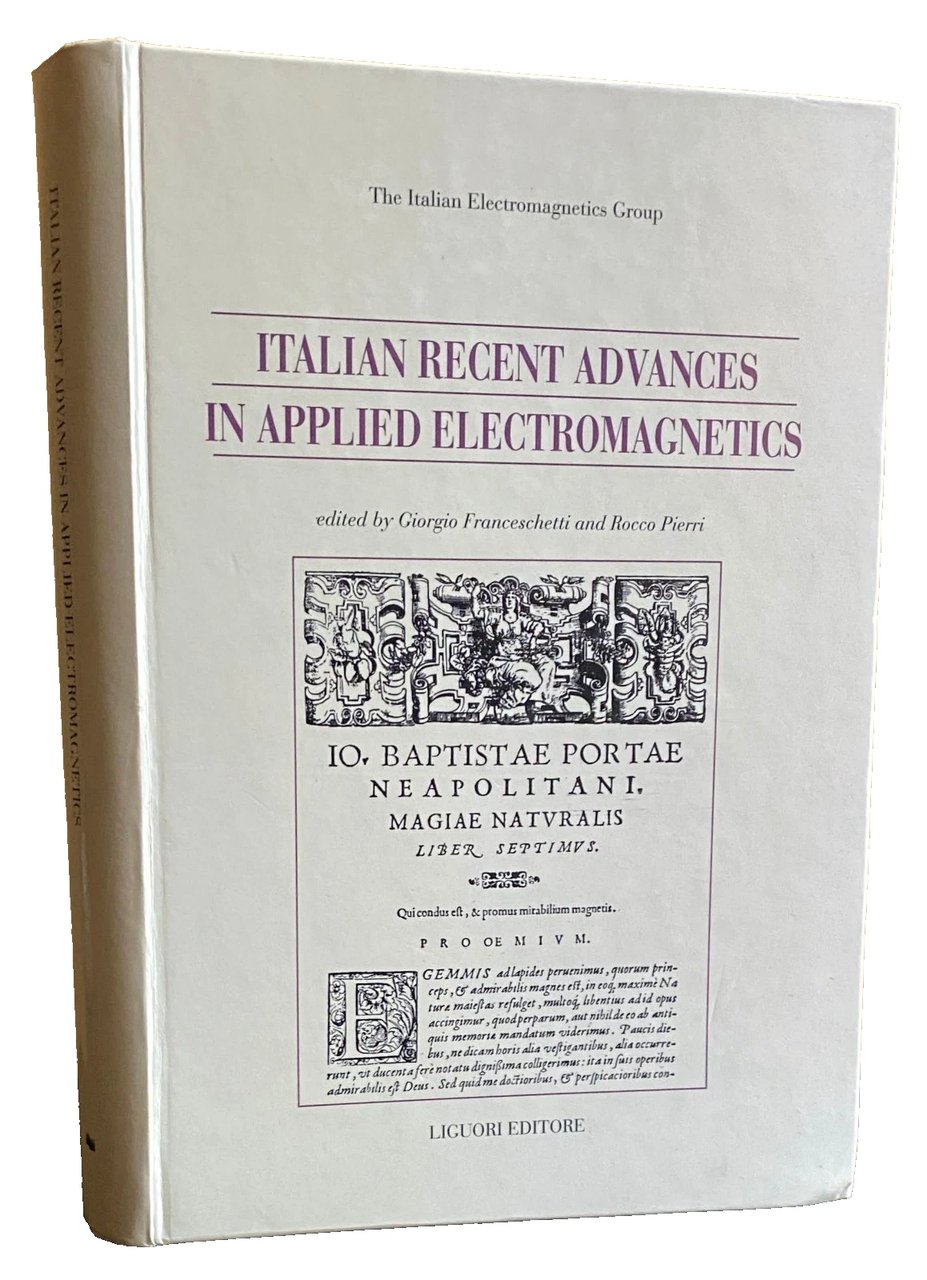 ITALIAN RECENT ADVANCES IN APPLIED ELECTROMAGNETICS
The Italian Electromagnetics Group
ITALIAN RECENT ADVANCES
IN APPLIED ELECTROMAGNETICS
edited by Giorgio Franceschetti and Rocco Pierri
IO. BAPTISTAE PORTAE
NEAPOLITANI.
MAGIAE NATVRALIS
LIBER SEPTIMVS.
Qui condus eſt, & promus mirabilium magnetis.
PROOEMIVM.
E GEMMIS ad lapides peruenimus, quorum prin-
ceps, & admirabilis magnes eſt, in eoq́; maximè Na
turæ maieſtas refulget, multoq́; libentius ad id opus
accingimur, quod perparum, aut nihil de eo ab anti-
quis memoriæ mandatum viderimus. Paucis die-
bus, ne dicam horis alia veſtigantibus, alia occurre-
runt, vt ducenta ferè notatu digniſsima colligerimus: ita in ſuis operibus
admirabilis eſt Deus. Sed quid me doctioribus, & perſpicacioribus con-
LIGUORI EDITORE